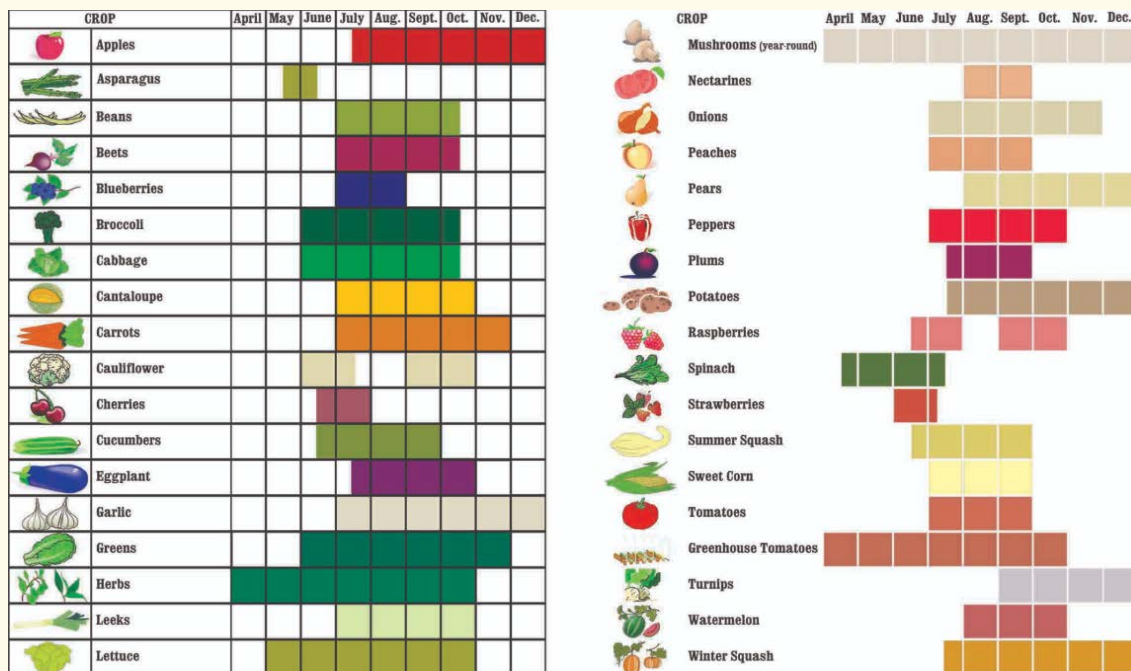 CROP April May June July Aug. Sept. Oct. Nov. Dec.
Apples
Asparagus
Beans
Beets
Blueberries
Broccoli
Cabbage
Cantaloupe
Carrots
Cauliflower
Cherries
Cucumbers
Eggplant
Garlic
Greens
Herbs
Leeks
Lettuce
CROP April May June July Aug. Sept. Oct. Nov. Dec.
Mushrooms (year-round)
Nectarines
Onions
Peaches
Pears
Peppers
Plums
Potatoes
Raspberries
Spinach
Strawberries
Summer Squash
Sweet Corn
Tomatoes
Greenhouse Tomatoes
Turnips
Watermelon
Winter Squash